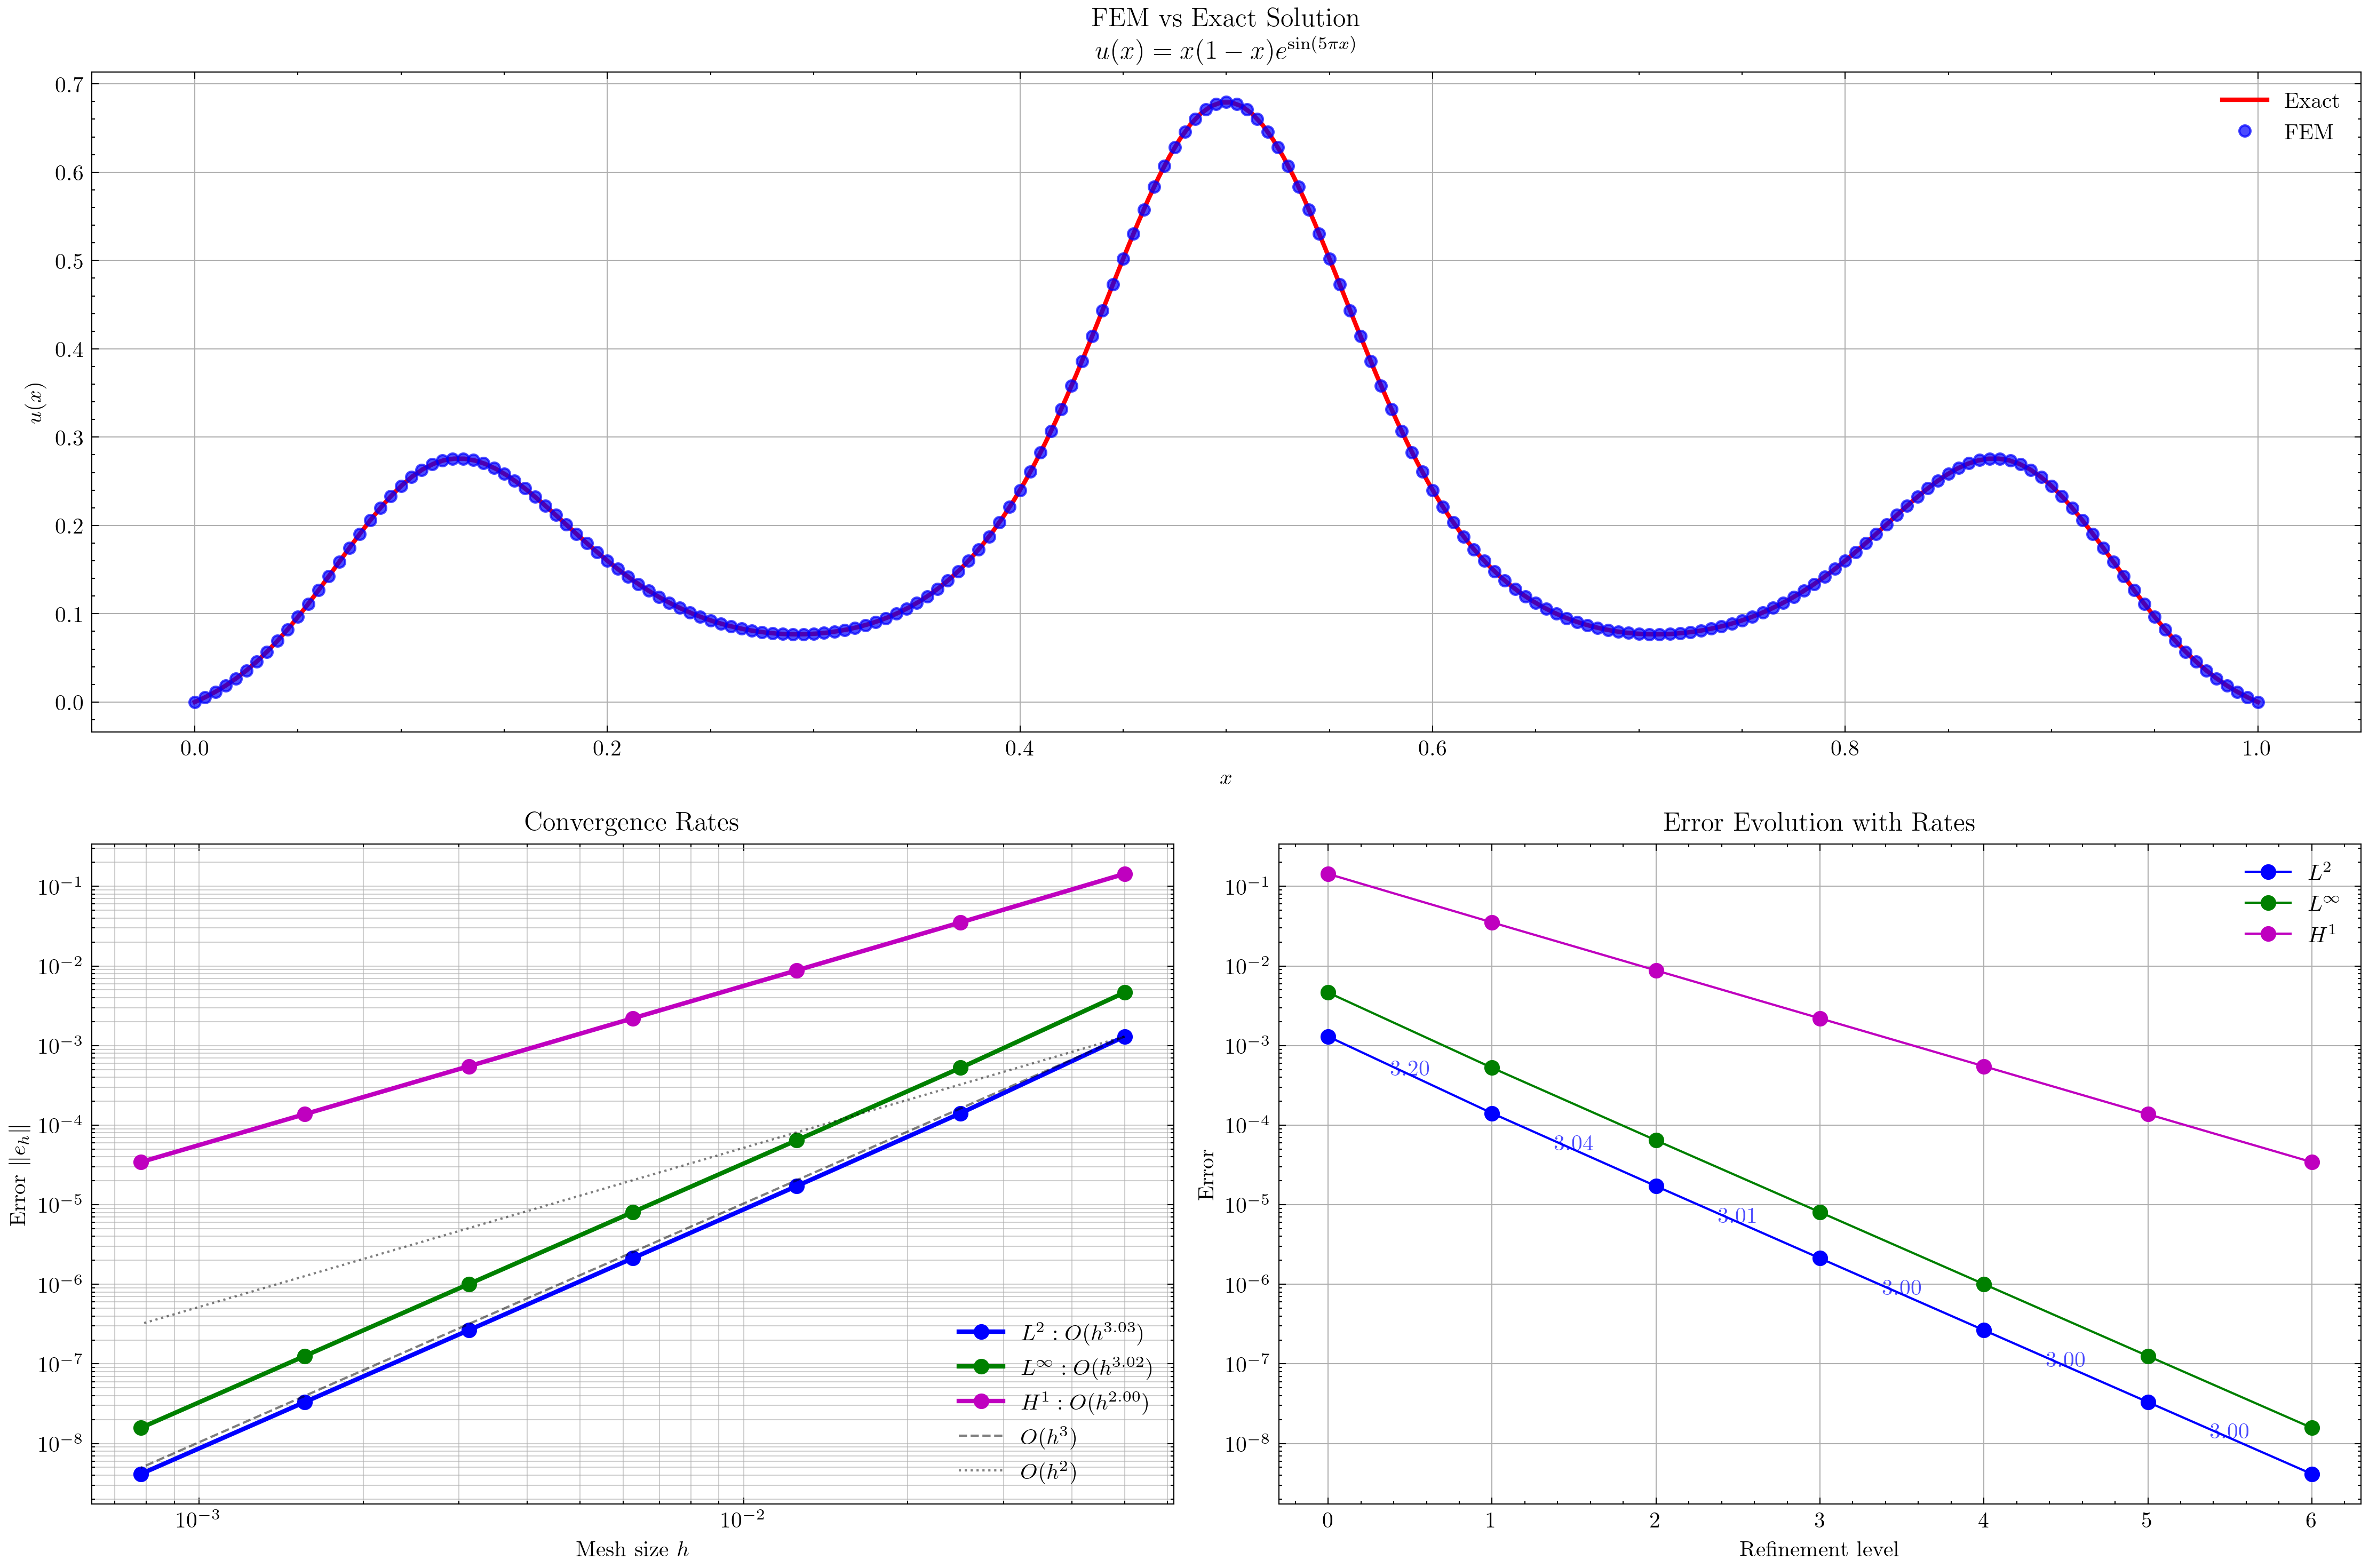 FEM vs Exact Solution
u(x) = x(1 − x)e^{sin(5πx)}
0.7
0.6
0.5
0.4
0.3
0.2
0.1
0.0
u(x)
Exact
FEM
0.0 0.2 0.4 0.6 0.8 1.0
x
Convergence Rates
10^{−1}
10^{−2}
10^{−3}
10^{−4}
10^{−5}
10^{−6}
10^{−7}
10^{−8}
Error ||e_h||
L^2 : O(h^{3.03})
L^∞ : O(h^{3.02})
H^1 : O(h^{2.00})
O(h^3)
O(h^2)
10^{−3} 10^{−2}
Mesh size h
Error Evolution with Rates
10^{−1}
10^{−2}
10^{−3}
10^{−4}
10^{−5}
10^{−6}
10^{−7}
10^{−8}
Error
L^2
L^∞
H^1
3.20
3.04
3.01
3.00
3.00
3.00
0 1 2 3 4 5 6
Refinement level